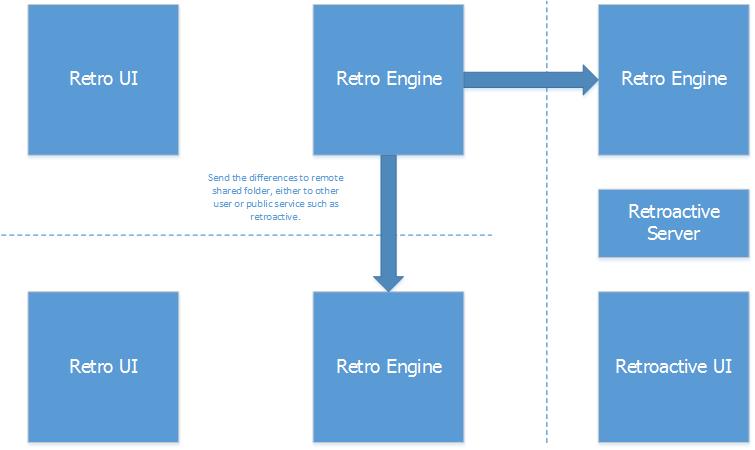 Retro UI
Retro Engine
Retro Engine
Send the differences to remote
shared folder, either to other
user or public service such as
retroactive.
Retroactive
Server
Retro UI
Retro Engine
Retroactive UI